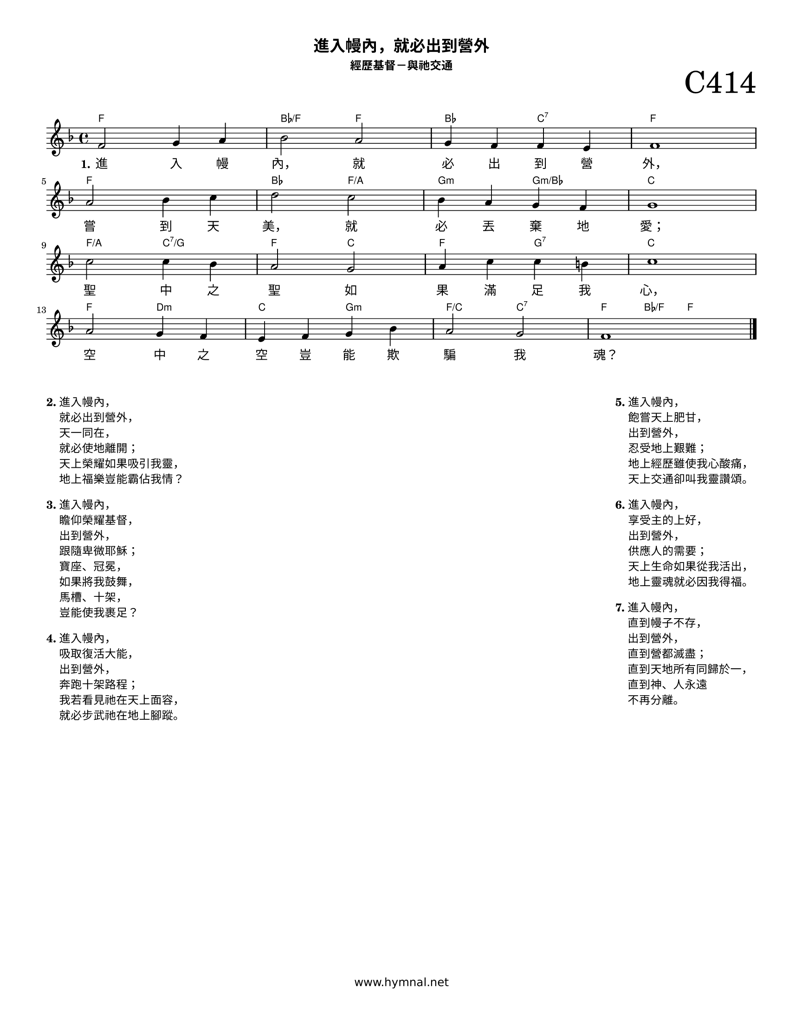 進入幔內，就必出到營外
經歷基督－與祂交通
C414
F B♭/F F B♭ C7 F
1. 進 入 幔 內， 就 必 出 到 營 外，
5 F B♭ F/A Gm Gm/B♭ C
嘗 到 天 美， 就 必 丟 棄 地 愛；
9 F/A C7/G F C F G7 C
聖 中 之 聖 如 果 滿 足 我 心，
13 F Dm C Gm F/C C7 F B♭/F F
空 中 之 空 豈 能 欺 騙 我 魂？
2. 進入幔內，
就必出到營外，
天一同在，
就必使地離開；
天上榮耀如果吸引我靈，
地上福樂豈能霸佔我情？
3. 進入幔內，
瞻仰榮耀基督，
出到營外，
跟隨卑微耶穌；
寶座、冠冕，
如果將我鼓舞，
馬槽、十架，
豈能使我裹足？
4. 進入幔內，
吸取復活大能，
出到營外，
奔跑十架路程；
我若看見祂在天上面容，
就必步武祂在地上腳蹤。
5. 進入幔內，
飽嘗天上肥甘，
出到營外，
忍受地上艱難；
地上經歷雖使我心酸痛，
天上交通卻叫我靈讚頌。
6. 進入幔內，
享受主的上好，
出到營外，
供應人的需要；
天上生命如果從我活出，
地上靈魂就必因我得福。
7. 進入幔內，
直到幔子不存，
出到營外，
直到營都滅盡；
直到天地所有同歸於一，
直到神、人永遠
不再分離。
www.hymnal.net